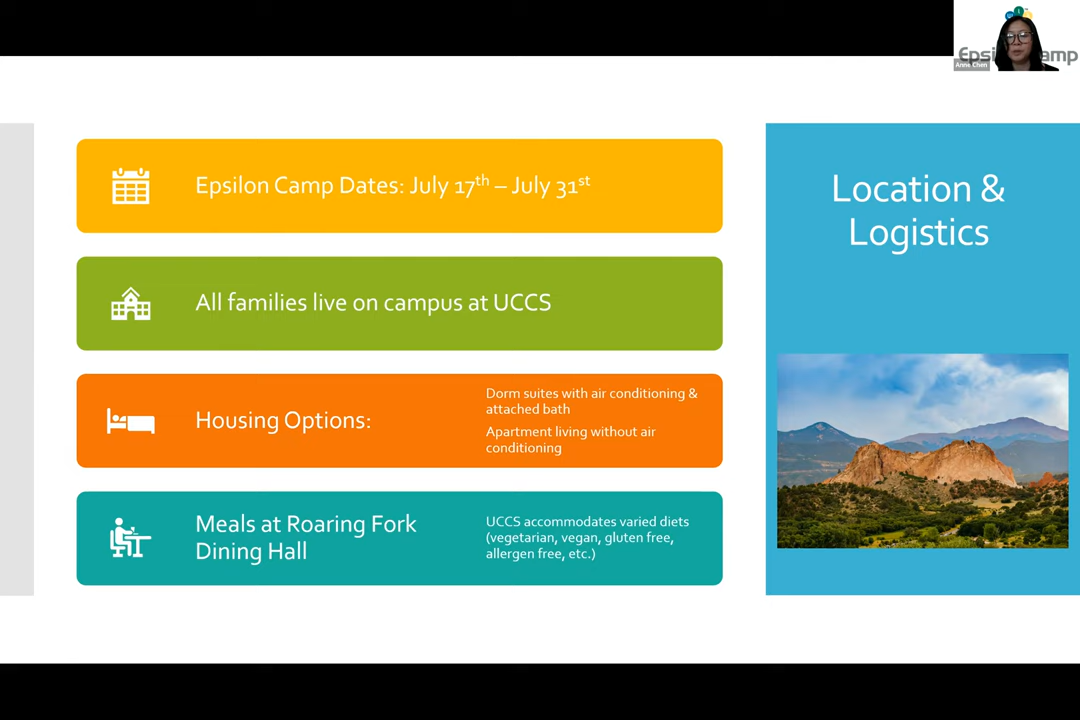 Epsilon Camp Dates: July 17th – July 31st
All families live on campus at UCCS
Housing Options:
Dorm suites with air conditioning &
attached bath
Apartment living without air
conditioning
Meals at Roaring Fork
Dining Hall
UCCS accommodates varied diets
(vegetarian, vegan, gluten free,
allergen free, etc.)
Location &
Logistics
Anne Chen